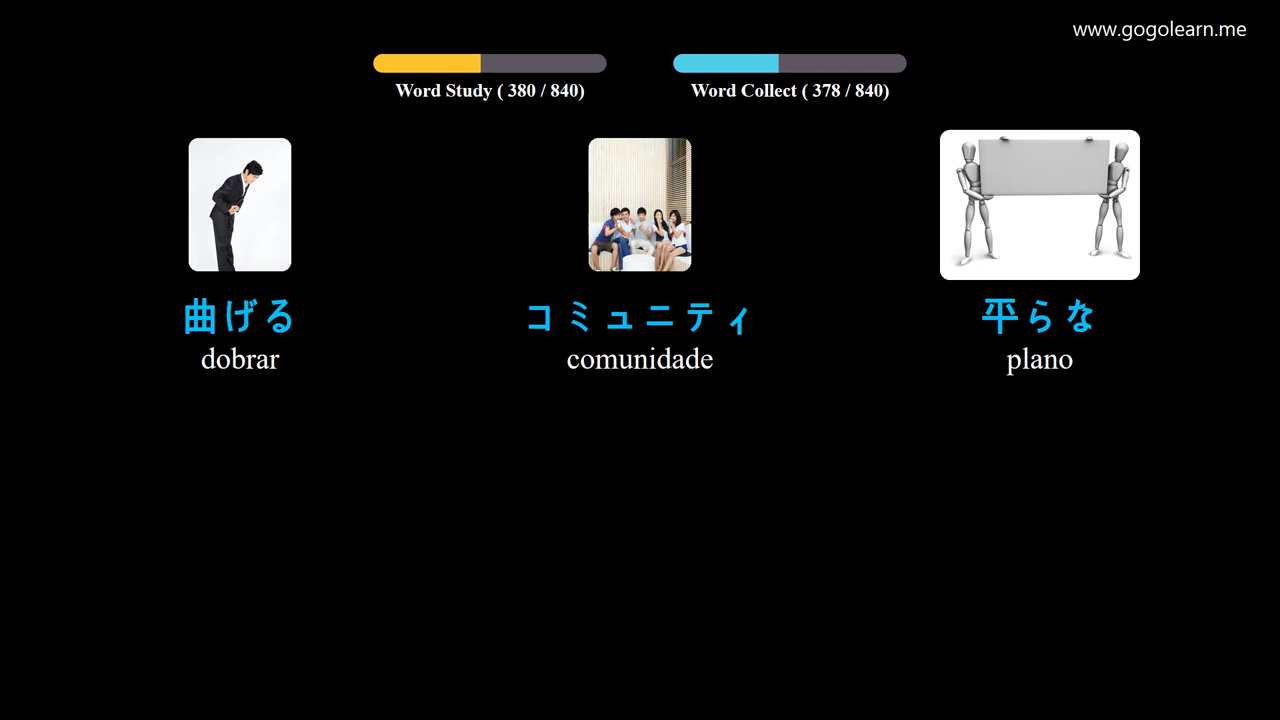 www.gogolearn.me
Word Study ( 380 / 840)
Word Collect ( 378 / 840)
曲げる
コミュニティ
平らな
dobrar
comunidade
plano